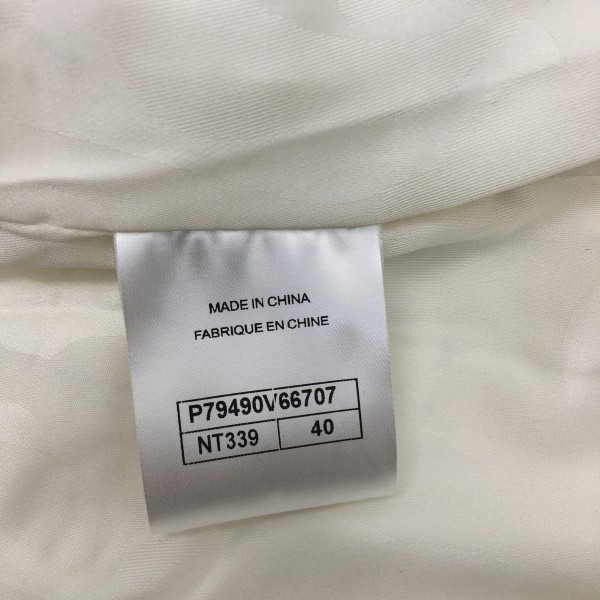 MADE IN CHINA
FABRIQUE EN CHINE
P79490V66707
NT339 40